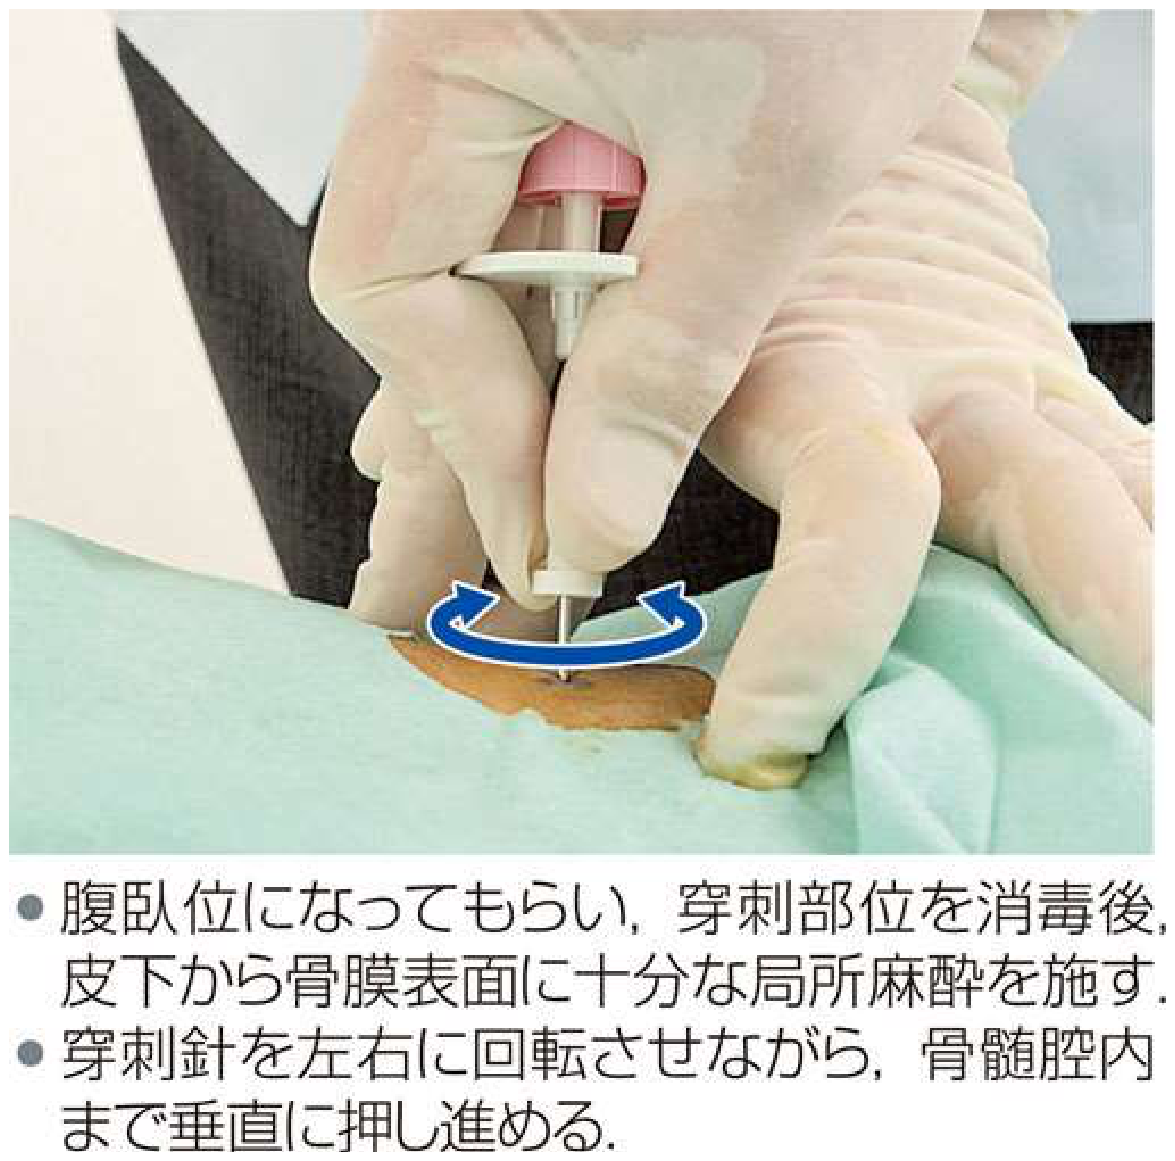 ● 腹臥位になってもらい，穿刺部位を消毒後，
皮下から骨膜表面に十分な局所麻酔を施す．
● 穿刺針を左右に回転させながら，骨髄腔内
まで垂直に押し進める．